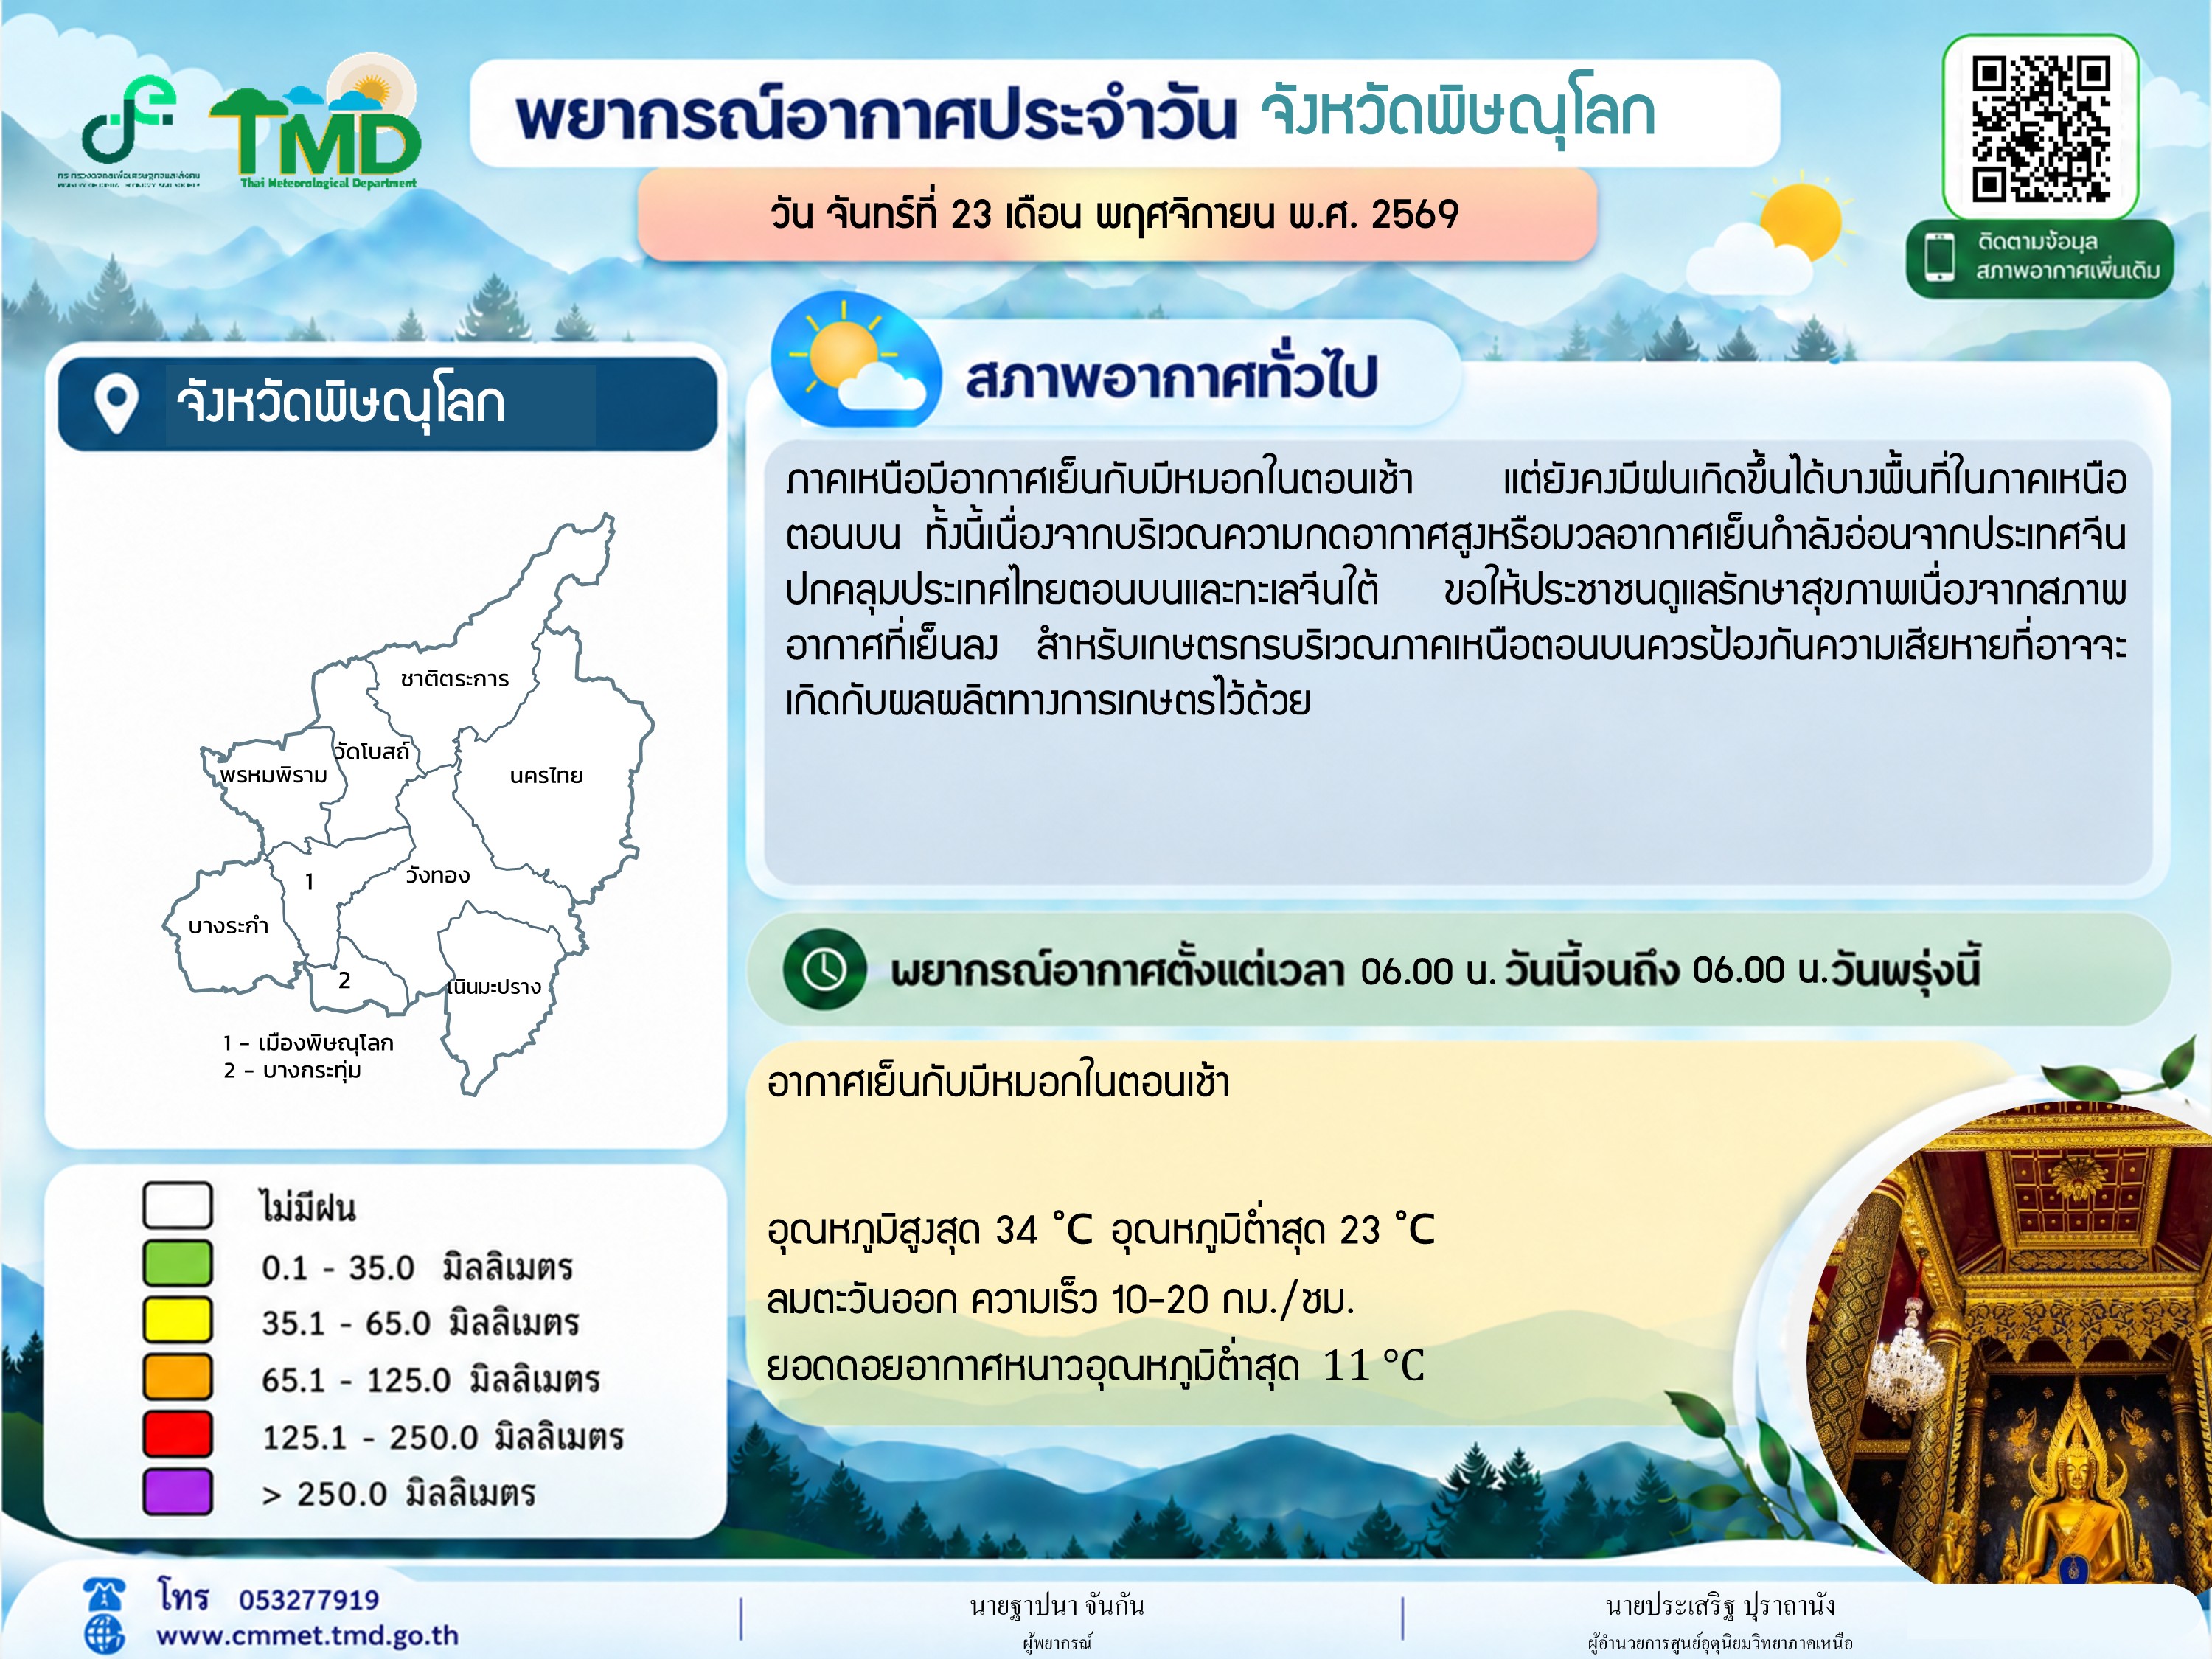 พยากรณ์อากาศประจำวัน จังหวัดพิษณุโลก
TMD
Thai Meteorological Department
วัน จันทร์ที่ 23 เดือน พฤศจิกายน พ.ศ. 2569
ติดตามข้อมูล
สภาพอากาศเพิ่มเติม
จังหวัดพิษณุโลก
ชาติตระการ
วัดโบสถ์
พรหมพิราม
นครไทย
1
วังทอง
บางระกำ
2
เนินมะปราง
1 - เมืองพิษณุโลก
2 - บางกระทุ่ม
ไม่มีฝน
0.1 - 35.0 มิลลิเมตร
35.1 - 65.0 มิลลิเมตร
65.1 - 125.0 มิลลิเมตร
125.1 - 250.0 มิลลิเมตร
> 250.0 มิลลิเมตร
สภาพอากาศทั่วไป
ภาคเหนือมีอากาศเย็นกับมีหมอกในตอนเช้า แต่ยังคงมีฝนเกิดขึ้นได้บางพื้นที่ในภาคเหนือ
ตอนบน ทั้งนี้เนื่องจากบริเวณความกดอากาศสูงหรือมวลอากาศเย็นกำลังอ่อนจากประเทศจีน
ปกคลุมประเทศไทยตอนบนและทะเลจีนใต้ ขอให้ประชาชนดูแลรักษาสุขภาพเนื่องจากสภาพ
อากาศที่เย็นลง สำหรับเกษตรกรบริเวณภาคเหนือตอนบนควรป้องกันความเสียหายที่อาจจะ
เกิดกับผลผลิตทางการเกษตรไว้ด้วย
พยากรณ์อากาศตั้งแต่เวลา 06.00 น. วันนี้จนถึง 06.00 น. วันพรุ่งนี้
อากาศเย็นกับมีหมอกในตอนเช้า
อุณหภูมิสูงสุด 34 °C อุณหภูมิต่ำสุด 23 °C
ลมตะวันออก ความเร็ว 10-20 กม./ชม.
ยอดดอยอากาศหนาวอุณหภูมิต่ำสุด 11 °C
โทร 053277919
www.cmmet.tmd.go.th
นายฐาปนา จันกัน
ผู้พยากรณ์
นายประเสริฐ ปุราถานัง
ผู้อำนวยการศูนย์อุตุนิยมวิทยาภาคเหนือ